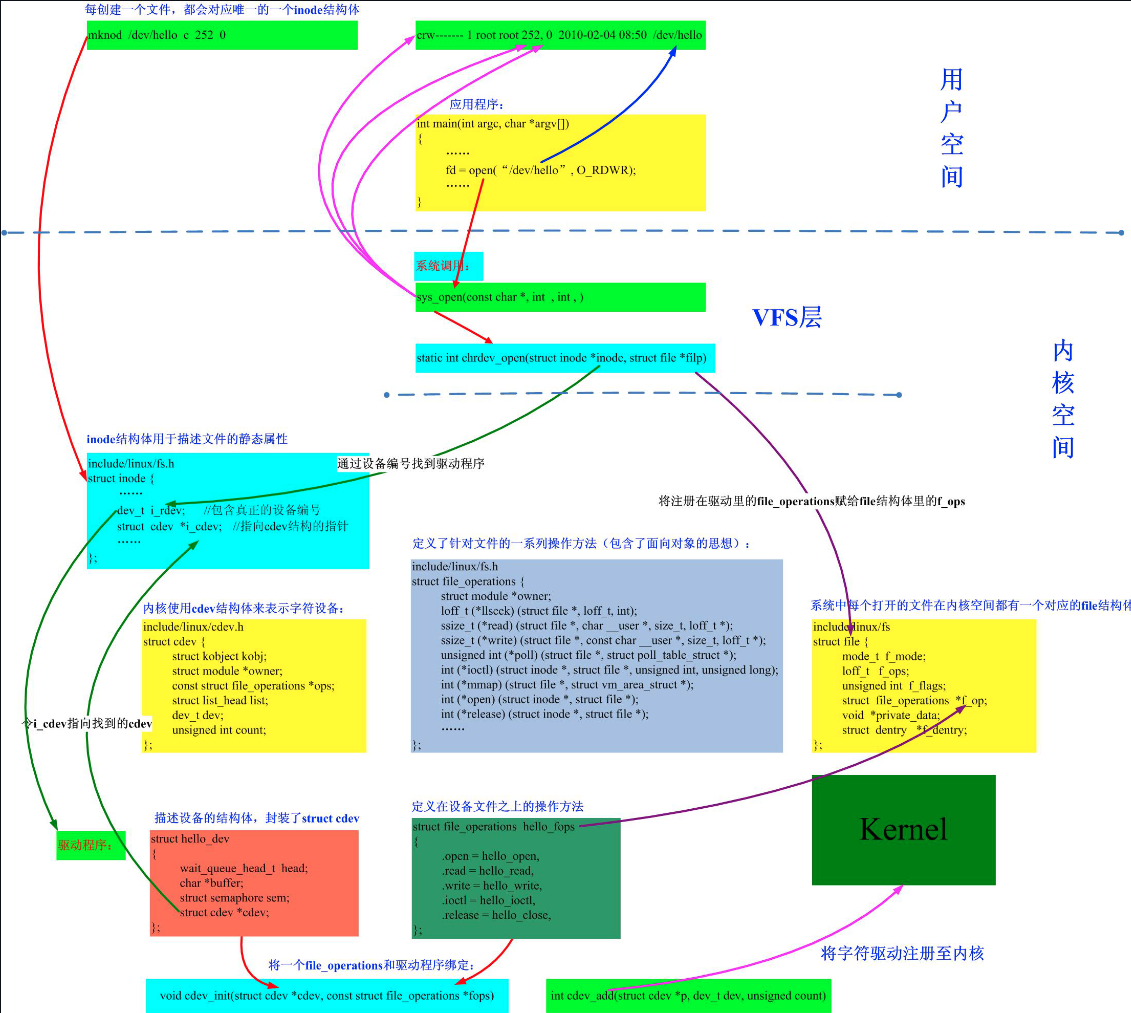 每创建一个文件，都会对应唯一的一个inode结构体
mknod /dev/hello c 252 0
crw------- 1 root root 252, 0 2010-02-04 08:50 /dev/hello
用户空间
应用程序：
int main(int argc, char *argv[])
{
……
fd = open(“/dev/hello”, O_RDWR);
……
}
系统调用：
sys_open(const char *, int , int , )
VFS层
static int chrdev_open(struct inode *inode, struct file *filp)
内核空间
inode结构体用于描述文件的静态属性
include/linux/fs.h
struct inode {
……
dev_t i_rdev; //包含真正的设备编号
struct cdev *i_cdev; //指向cdev结构的指针
……
};
通过设备编号找到驱动程序
将注册在驱动里的file_operations赋给file结构体里的f_ops
定义了针对文件的一系列操作方法（包含了面向对象的思想）：
include/linux/fs.h
struct file_operations {
struct module *owner;
loff_t (*llseek) (struct file *, loff_t, int);
ssize_t (*read) (struct file *, char __user *, size_t, loff_t *);
ssize_t (*write) (struct file *, const char __user *, size_t, loff_t *);
unsigned int (*poll) (struct file *, struct poll_table_struct *);
int (*ioctl) (struct inode *, struct file *, unsigned int, unsigned long);
int (*mmap) (struct file *, struct vm_area_struct *);
int (*open) (struct inode *, struct file *);
int (*release) (struct inode *, struct file *);
……
};
内核使用cdev结构体来表示字符设备：
include/linux/cdev.h
struct cdev {
struct kobject kobj;
struct module *owner;
const struct file_operations *ops;
struct list_head list;
dev_t dev;
unsigned int count;
};
令i_cdev指向找到的cdev
系统中每个打开的文件在内核空间都有一个对应的file结构体
include/linux/fs
struct file {
mode_t f_mode;
loff_t f_ops;
unsigned int f_flags;
struct file_operations *f_op;
void *private_data;
struct dentry *f_dentry;
};
Kernel
驱动程序：
描述设备的结构体，封装了struct cdev
struct hello_dev
{
wait_queue_head_t head;
char *buffer;
struct semaphore sem;
struct cdev *cdev;
};
定义在设备文件之上的操作方法
struct file_operations hello_fops
{
.open = hello_open,
.read = hello_read,
.write = hello_write,
.ioctl = hello_ioctl,
.release = hello_close,
};
将字符驱动注册至内核
将一个file_operations和驱动程序绑定：
void cdev_init(struct cdev *cdev, const struct file_operations *fops)
int cdev_add(struct cdev *p, dev_t dev, unsigned count)